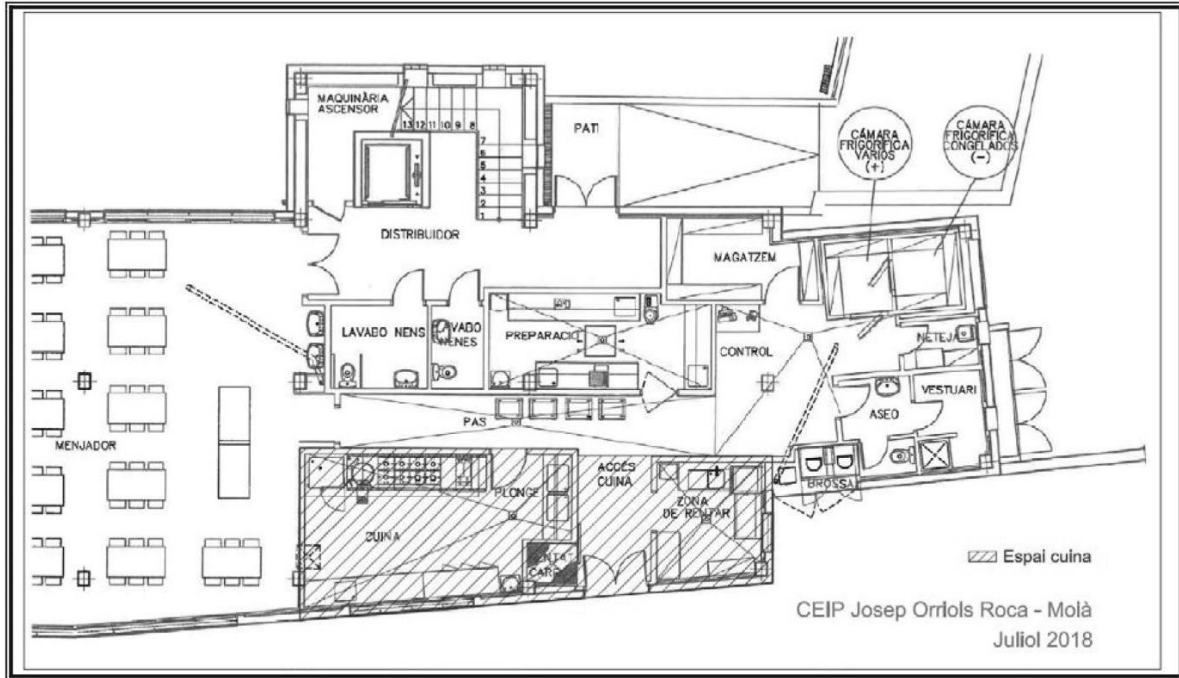 MAQUINÀRIA
ASCENSOR
13 12 11 10 9 8
7
6
5
4
3
2
1
PATI
CÁMARA
FRIGORÍFICA
VARIOS
(+)
CÁMARA
FRIGORÍFICA
CONGELADOS
(-)
DISTRIBUIDOR
MAGATZEM
LAVABO NENS
VADO
NENES
PREPARACIÓ
CONTROL
NETEJA
VESTUARI
ASEO
PAS
MENJADOR
BROSSA
ACCÉS
CUINA
PLONGE
ZONA
DE RENTAR
CUINA
CARR
Espai cuina
CEIP Josep Orriols Roca - Molà
Juliol 2018